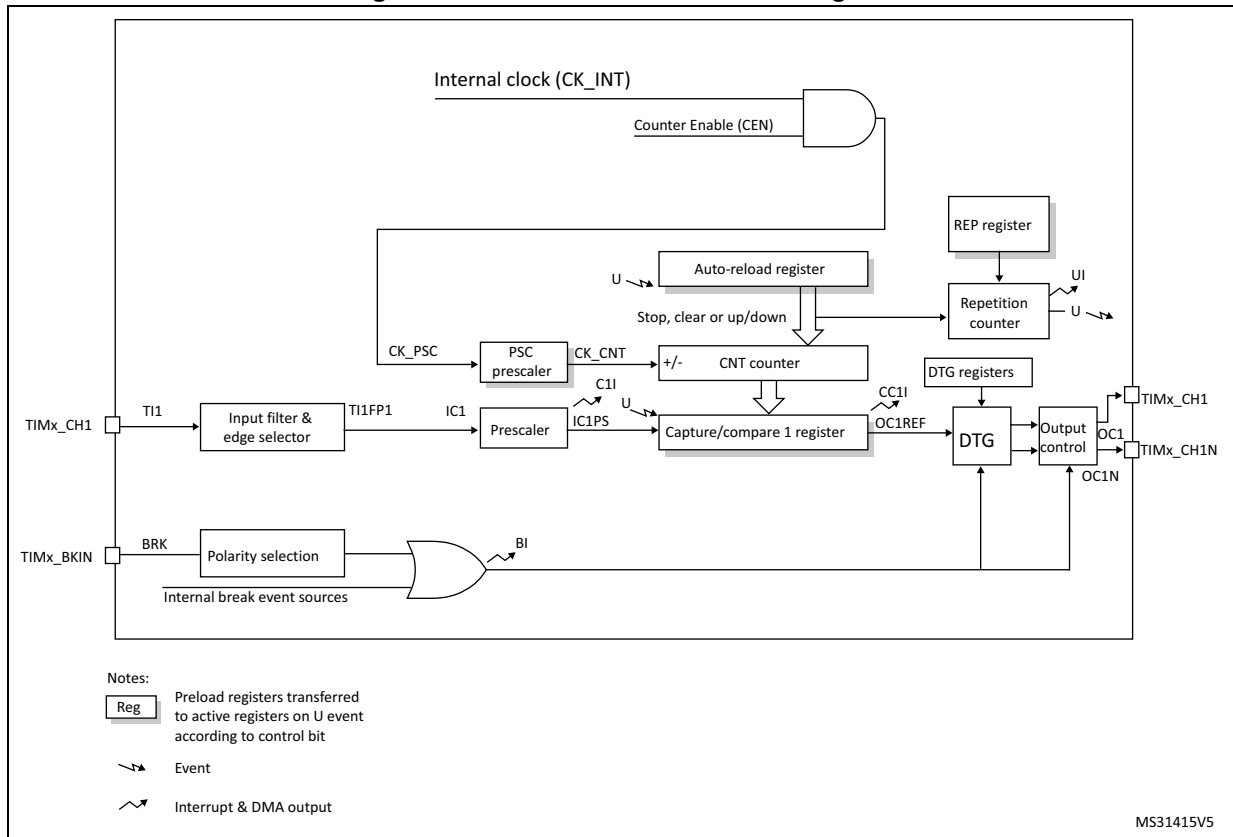 Internal clock (CK_INT)
Counter Enable (CEN)
REP register
Auto-reload register
U
UI
Repetition
counter
U
Stop, clear or up/down
CK_PSC
PSC
prescaler
CK_CNT
+/-
CNT counter
DTG registers
TIMx_CH1
TI1
Input filter &
edge selector
TI1FP1
IC1
Prescaler
C1I
IC1PS
U
Capture/compare 1 register
CC1I
OC1REF
DTG
Output
control
OC1
OC1N
TIMx_CH1
TIMx_CH1N
TIMx_BKIN
BRK
Polarity selection
BI
Internal break event sources
Notes:
Reg
Preload registers transferred
to active registers on U event
according to control bit
Event
Interrupt & DMA output
MS31415V5